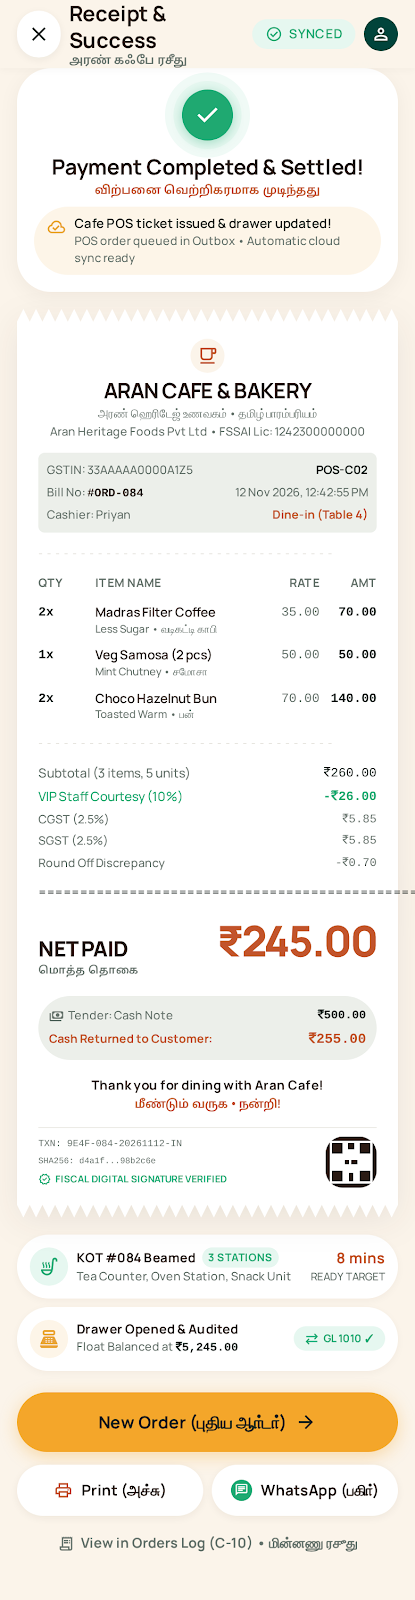 Receipt &
Success
அரண் கஃபே ரசீது
SYNCED
Payment Completed & Settled!
விற்பனை வெற்றிகரமாக முடிந்தது
Cafe POS ticket issued & drawer updated!
POS order queued in Outbox • Automatic cloud
sync ready
ARAN CAFE & BAKERY
அரண் ஹெரிடேஜ் உணவகம் • தமிழ் பாரம்பரியம்
Aran Heritage Foods Pvt Ltd • FSSAI Lic: 1242300000000
GSTIN: 33AAAAA0000A1Z5 POS-C02
Bill No: #ORD-084 12 Nov 2026, 12:42:55 PM
Cashier: Priyan Dine-in (Table 4)
QTY ITEM NAME RATE AMT
2x Madras Filter Coffee 35.00 70.00
Less Sugar • வடிகட்டி காபி
1x Veg Samosa (2 pcs) 50.00 50.00
Mint Chutney • சமோசா
2x Choco Hazelnut Bun 70.00 140.00
Toasted Warm • பன்
Subtotal (3 items, 5 units) ₹260.00
VIP Staff Courtesy (10%) -₹26.00
CGST (2.5%) ₹5.85
SGST (2.5%) ₹5.85
Round Off Discrepancy -₹0.70
NET PAID ₹245.00
மொத்த தொகை
Tender: Cash Note ₹500.00
Cash Returned to Customer: ₹255.00
Thank you for dining with Aran Cafe!
மீண்டும் வருக • நன்றி!
TXN: 9E4F-084-20261112-IN
SHA256: d4a1f...98b2c6e
FISCAL DIGITAL SIGNATURE VERIFIED
KOT #084 Beamed 3 STATIONS 8 mins
Tea Counter, Oven Station, Snack Unit READY TARGET
Drawer Opened & Audited
Float Balanced at ₹5,245.00 GL 1010 ✓
New Order (புதிய ஆர்டர்) →
Print (அச்சு) WhatsApp (பகிர்)
View in Orders Log (C-10) • மின்னணு ரசீது